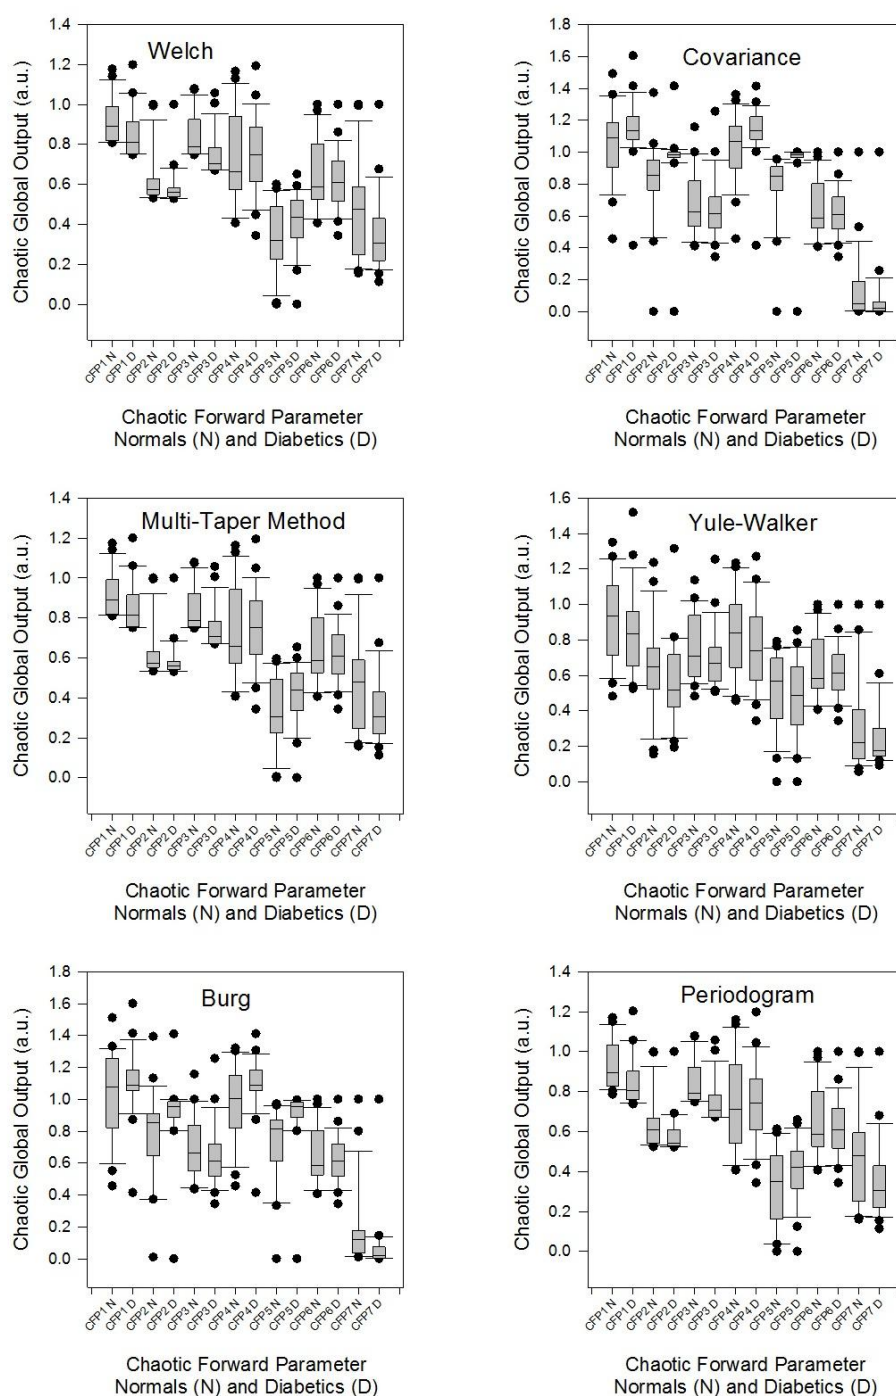 Welch
Chaotic Global Output (a.u.)
1.4
1.2
1.0
0.8
0.6
0.4
0.2
0.0
CFP1 N
CFP1 D
CFP2 N
CFP2 D
CFP3 N
CFP3 D
CFP4 N
CFP4 D
CFP5 N
CFP5 D
CFP6 N
CFP6 D
CFP7 N
CFP7 D
Chaotic Forward Parameter
Normals (N) and Diabetics (D)
Covariance
Chaotic Global Output (a.u.)
1.8
1.6
1.4
1.2
1.0
0.8
0.6
0.4
0.2
0.0
CFP1 N
CFP1 D
CFP2 N
CFP2 D
CFP3 N
CFP3 D
CFP4 N
CFP4 D
CFP5 N
CFP5 D
CFP6 N
CFP6 D
CFP7 N
CFP7 D
Chaotic Forward Parameter
Normals (N) and Diabetics (D)
Multi-Taper Method
Chaotic Global Output (a.u.)
1.4
1.2
1.0
0.8
0.6
0.4
0.2
0.0
CFP1 N
CFP1 D
CFP2 N
CFP2 D
CFP3 N
CFP3 D
CFP4 N
CFP4 D
CFP5 N
CFP5 D
CFP6 N
CFP6 D
CFP7 N
CFP7 D
Chaotic Forward Parameter
Normals (N) and Diabetics (D)
Yule-Walker
Chaotic Global Output (a.u.)
1.6
1.4
1.2
1.0
0.8
0.6
0.4
0.2
0.0
CFP1 N
CFP1 D
CFP2 N
CFP2 D
CFP3 N
CFP3 D
CFP4 N
CFP4 D
CFP5 N
CFP5 D
CFP6 N
CFP6 D
CFP7 N
CFP7 D
Chaotic Forward Parameter
Normals (N) and Diabetics (D)
Burg
Chaotic Global Output (a.u.)
1.8
1.6
1.4
1.2
1.0
0.8
0.6
0.4
0.2
0.0
CFP1 N
CFP1 D
CFP2 N
CFP2 D
CFP3 N
CFP3 D
CFP4 N
CFP4 D
CFP5 N
CFP5 D
CFP6 N
CFP6 D
CFP7 N
CFP7 D
Chaotic Forward Parameter
Normals (N) and Diabetics (D)
Periodogram
Chaotic Global Output (a.u.)
1.4
1.2
1.0
0.8
0.6
0.4
0.2
0.0
CFP1 N
CFP1 D
CFP2 N
CFP2 D
CFP3 N
CFP3 D
CFP4 N
CFP4 D
CFP5 N
CFP5 D
CFP6 N
CFP6 D
CFP7 N
CFP7 D
Chaotic Forward Parameter
Normals (N) and Diabetics (D)